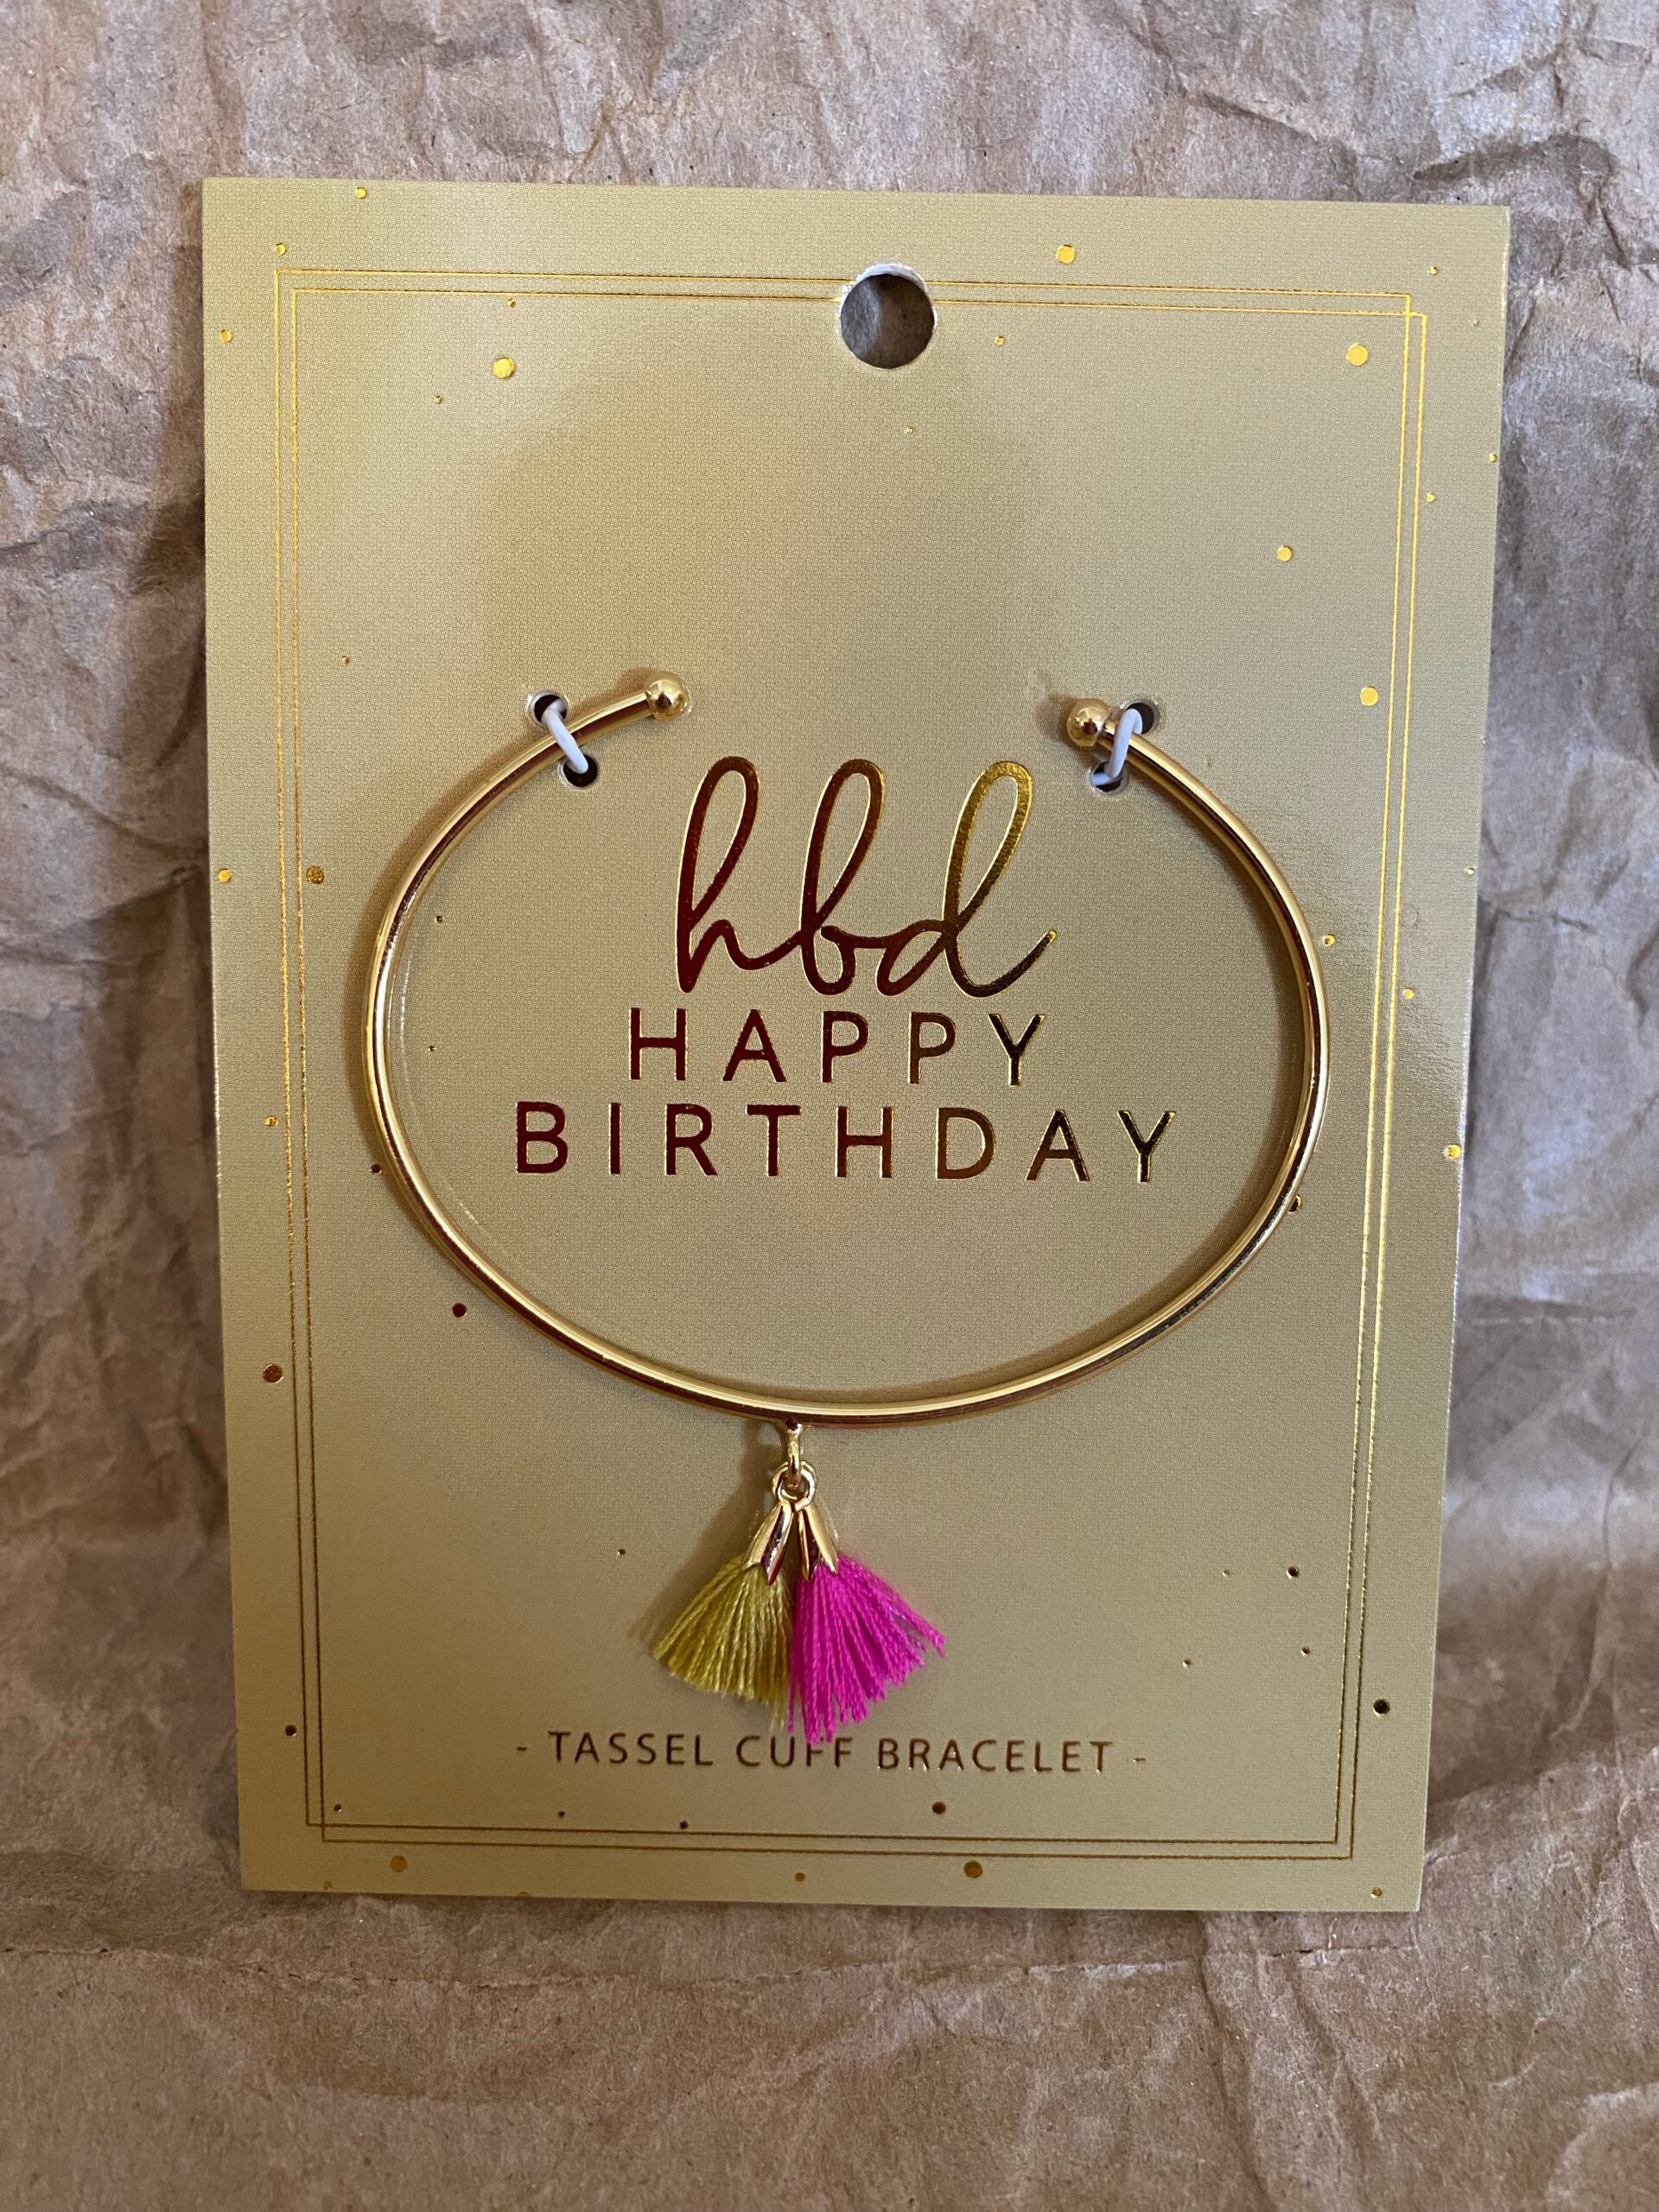 hbd
HAPPY
BIRTHDAY
- TASSEL CUFF BRACELET -